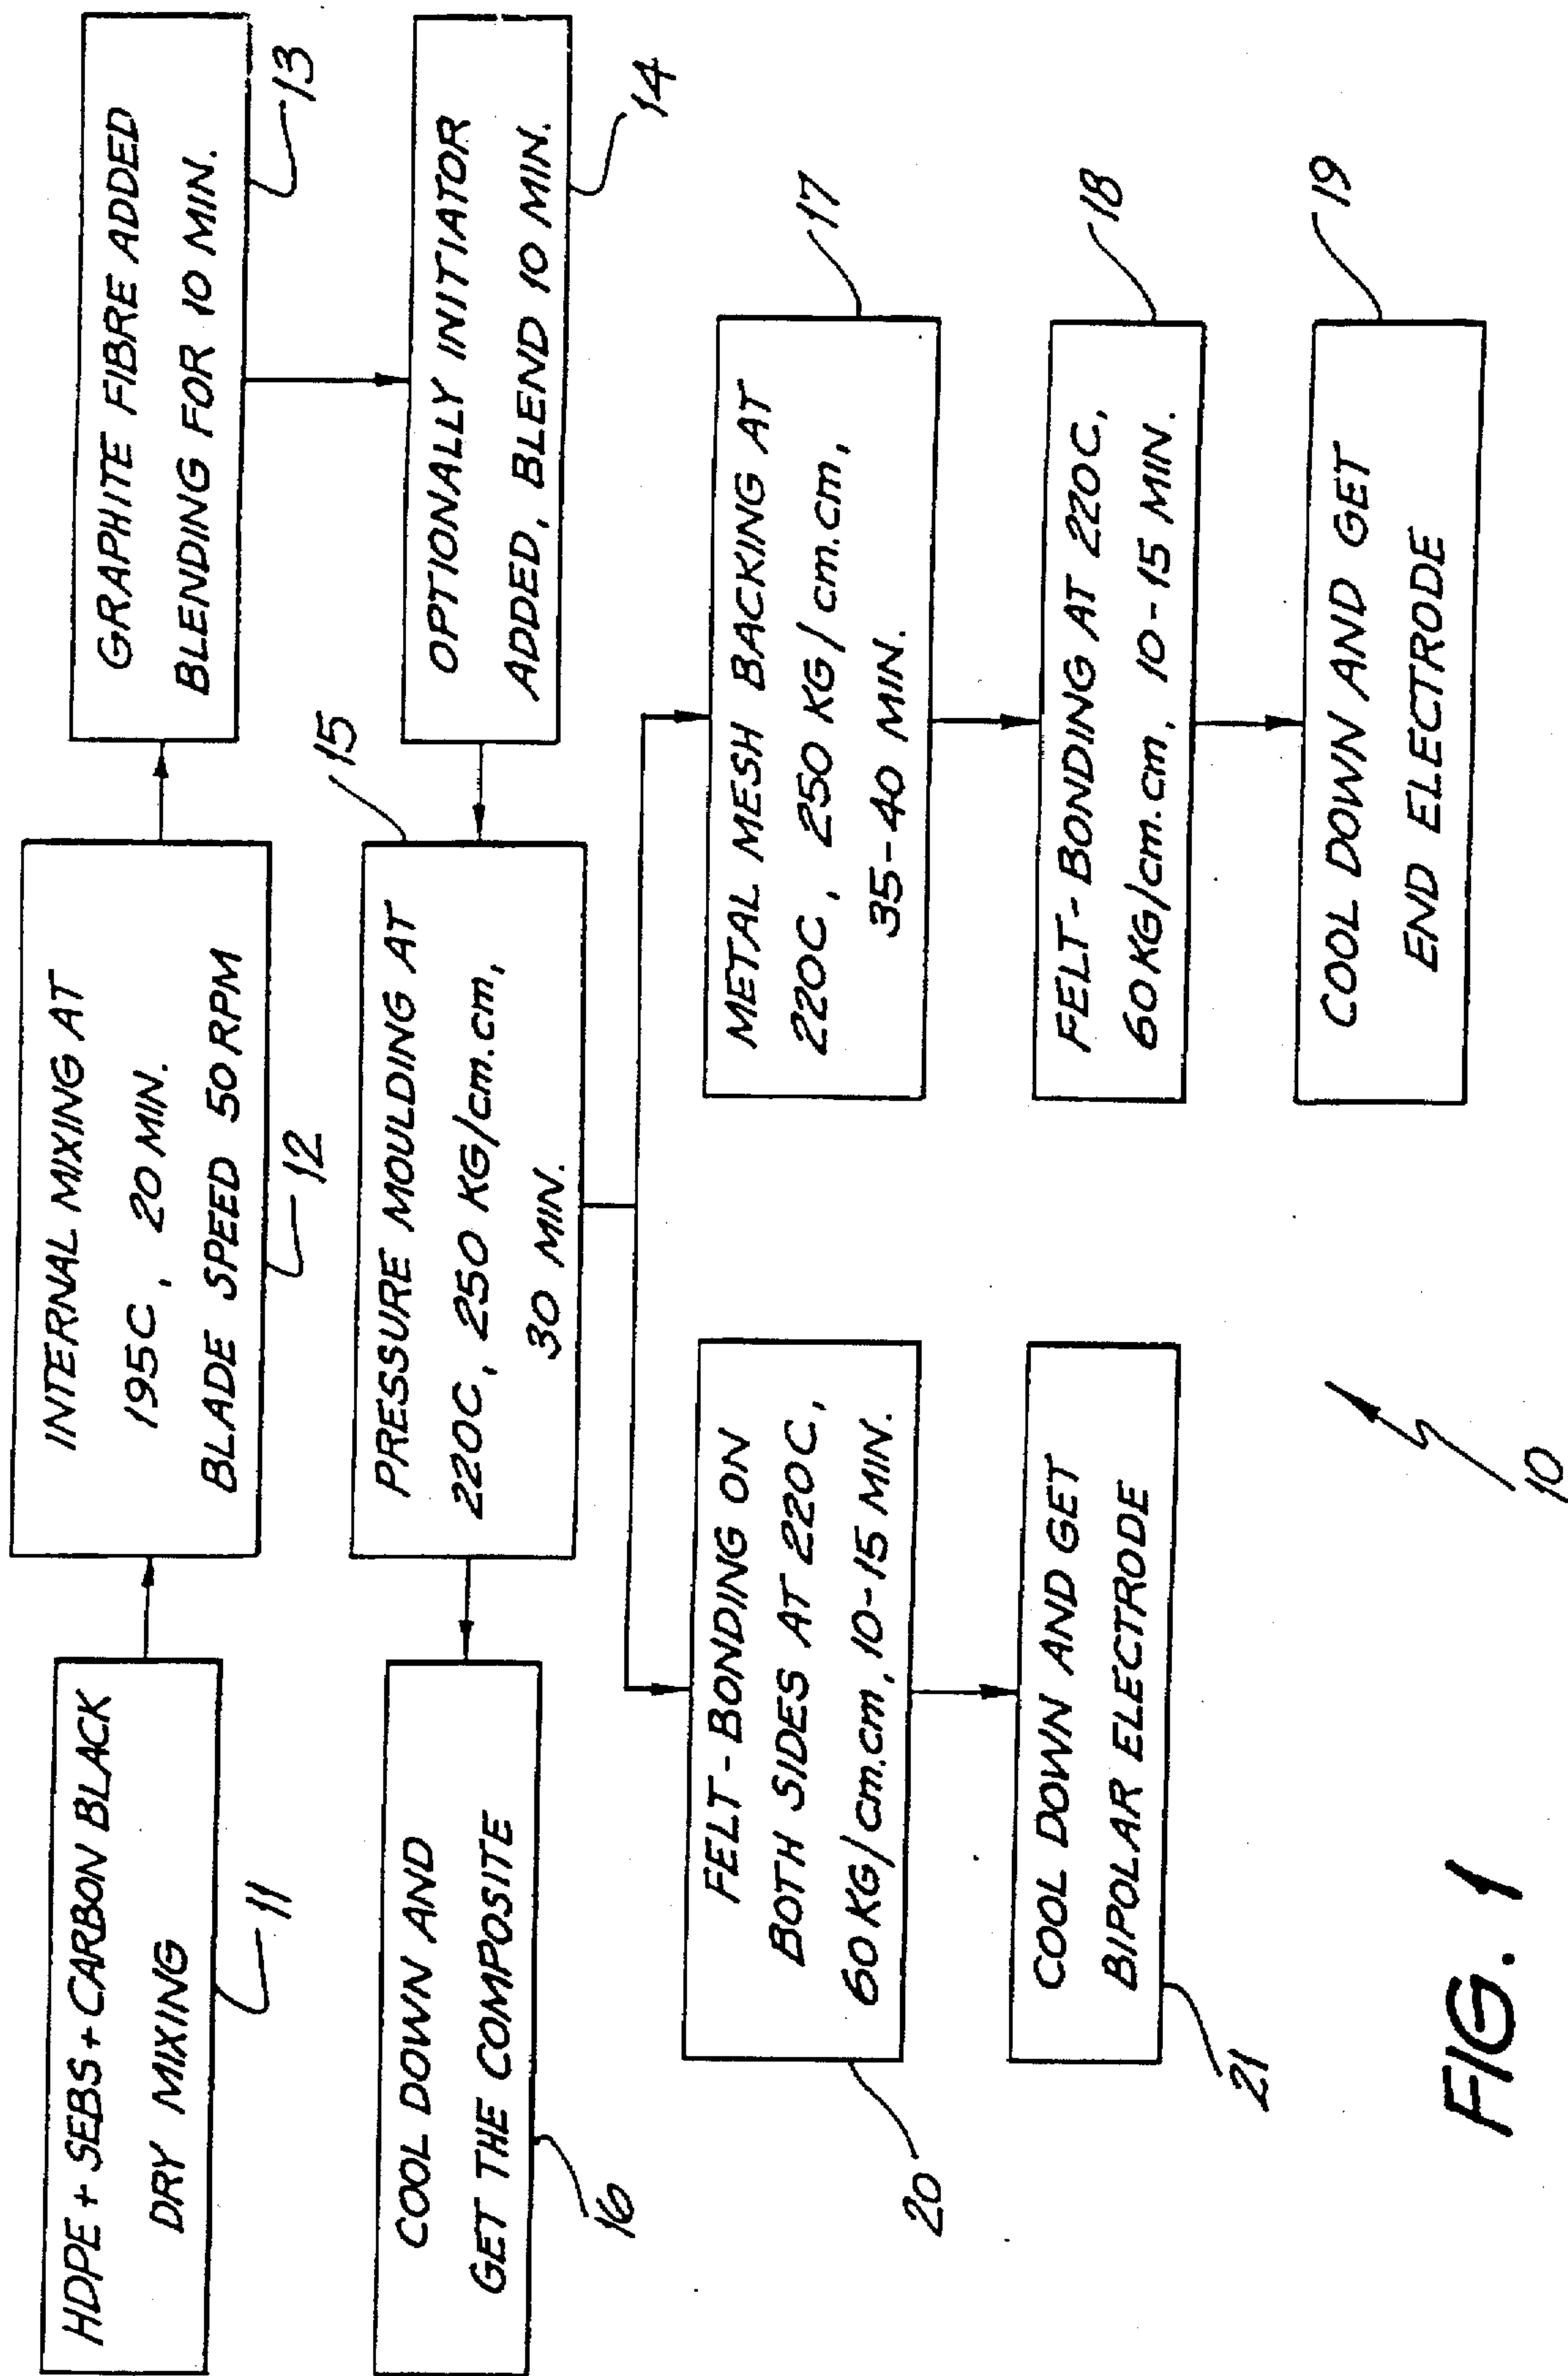 HDPE + SEBS + CARBON BLACK
DRY MIXING
11
INTERNAL MIXING AT
195C, 20 MIN.
BLADE SPEED 50 RPM
12
GRAPHITE FIBRE ADDED
BLENDING FOR 10 MIN.
13
OPTIONALLY INITIATOR
ADDED, BLEND 10 MIN.
14
PRESSURE MOULDING AT
220C, 250 KG/cm.cm,
30 MIN.
15
COOL DOWN AND
GET THE COMPOSITE
16
METAL MESH BACKING AT
220C, 250 KG/cm.cm,
35-40 MIN.
17
FELT-BONDING AT 220C,
60 KG/cm.cm, 10-15 MIN.
18
COOL DOWN AND GET
END ELECTRODE
19
FELT-BONDING ON
BOTH SIDES AT 220C,
60 KG/cm.cm, 10-15 MIN.
20
COOL DOWN AND GET
BIPOLAR ELECTRODE
21
10
FIG. 1